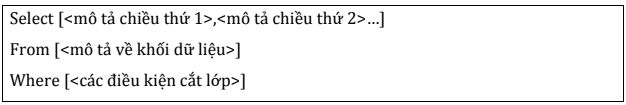 Select [<mô tả chiều thứ 1>,<mô tả chiều thứ 2>…]
From [<mô tả về khối dữ liệu>]
Where [<các điều kiện cắt lớp>]